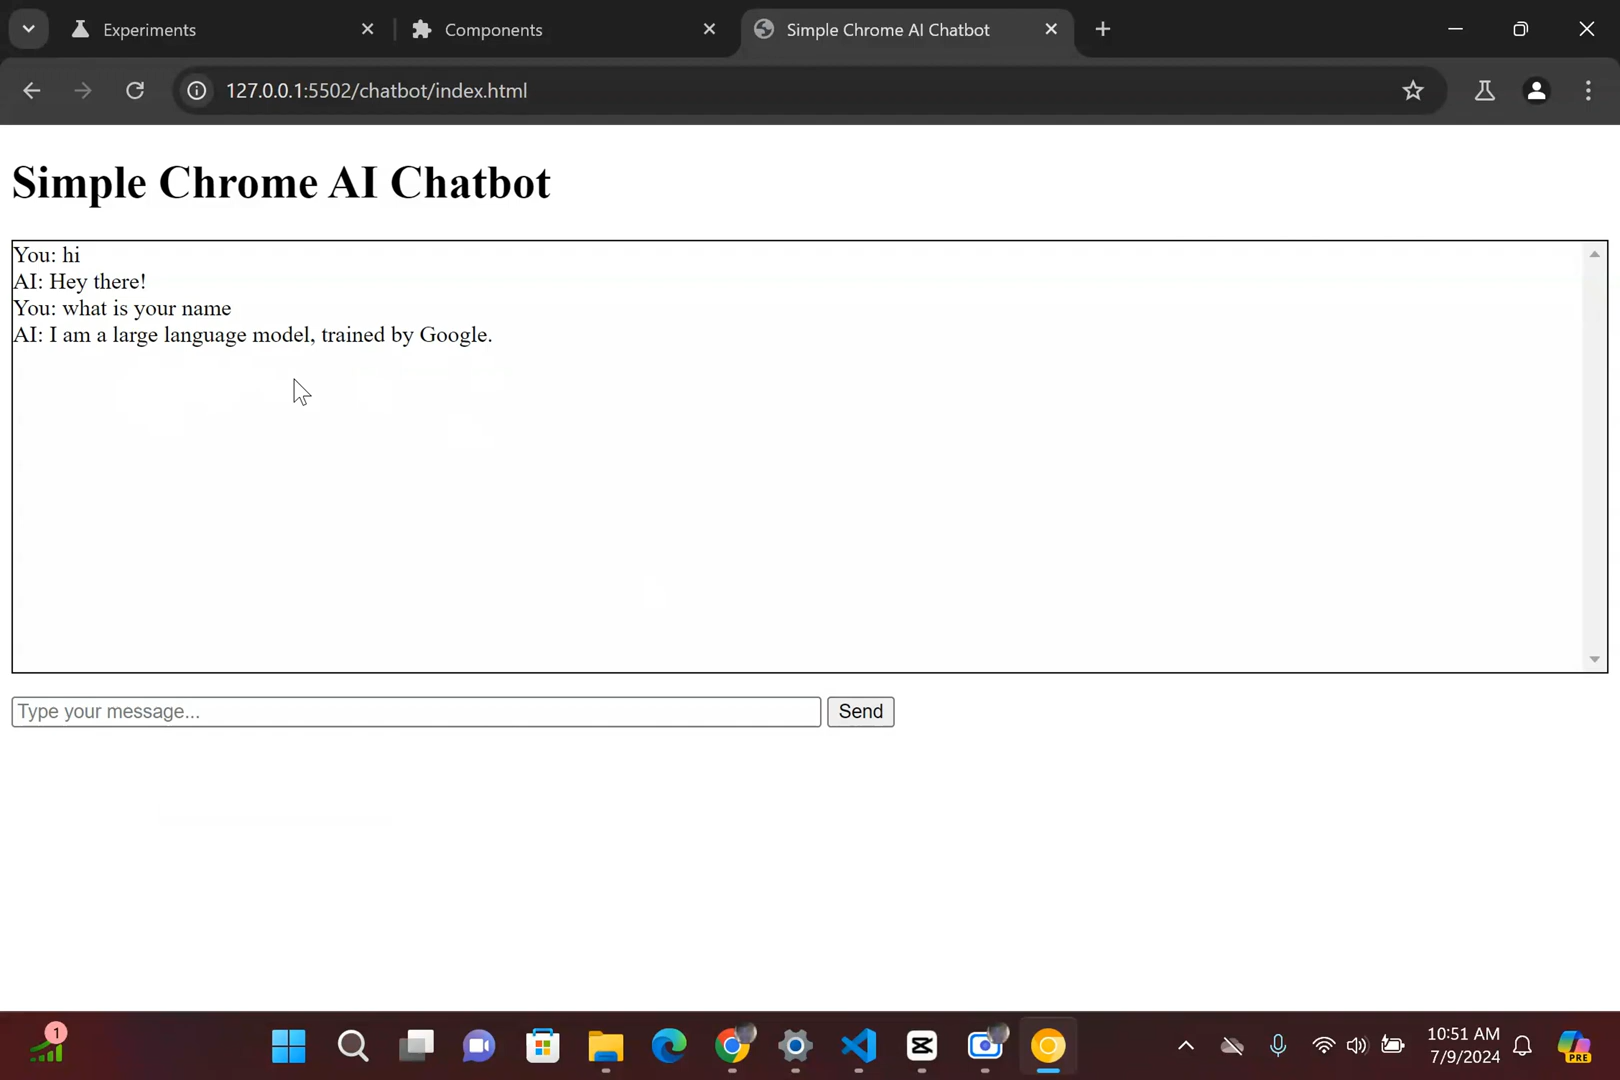 Experiments
Components
Simple Chrome AI Chatbot
127.0.0.1:5502/chatbot/index.html
Simple Chrome AI Chatbot
You: hi
AI: Hey there!
You: what is your name
AI: I am a large language model, trained by Google.
Type your message...
Send
1
10:51 AM
7/9/2024
PRE